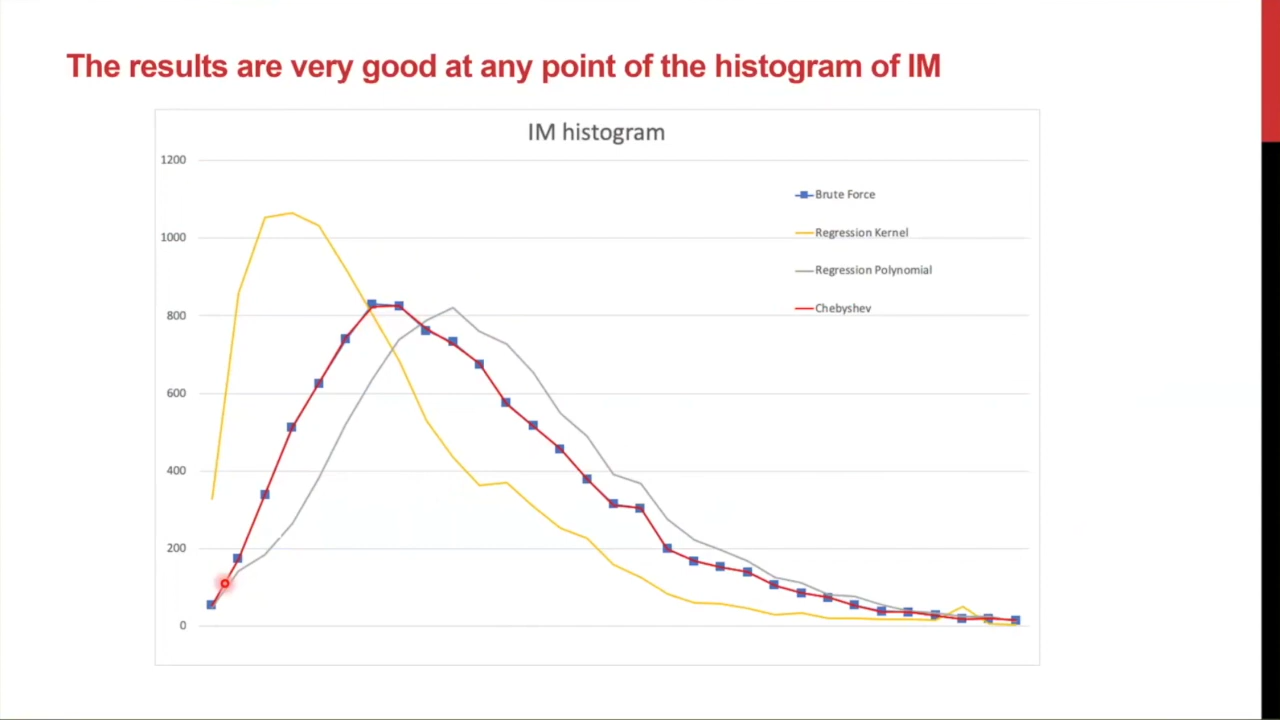 The results are very good at any point of the histogram of IM
IM histogram
1200
1000
800
600
400
200
0
Brute Force
Regression Kernel
Regression Polynomial
Chebyshev